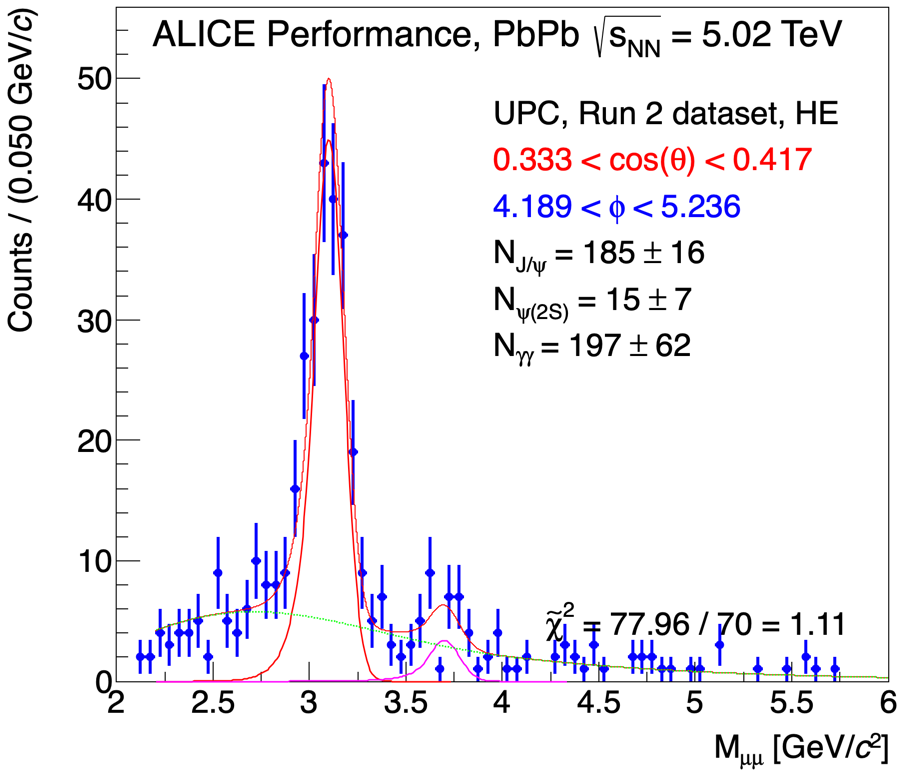 ALICE Performance, PbPb √sNN = 5.02 TeV
UPC, Run 2 dataset, HE
0.333 < cos(θ) < 0.417
4.189 < ϕ < 5.236
NJ/ψ = 185 ± 16
Nψ(2S) = 15 ± 7
Nγγ = 197 ± 62
χ̃2 = 77.96 / 70 = 1.11
Counts / (0.050 GeV/c)
50
40
30
20
10
0
2 2.5 3 3.5 4 4.5 5 5.5 6
Mμμ [GeV/c2]